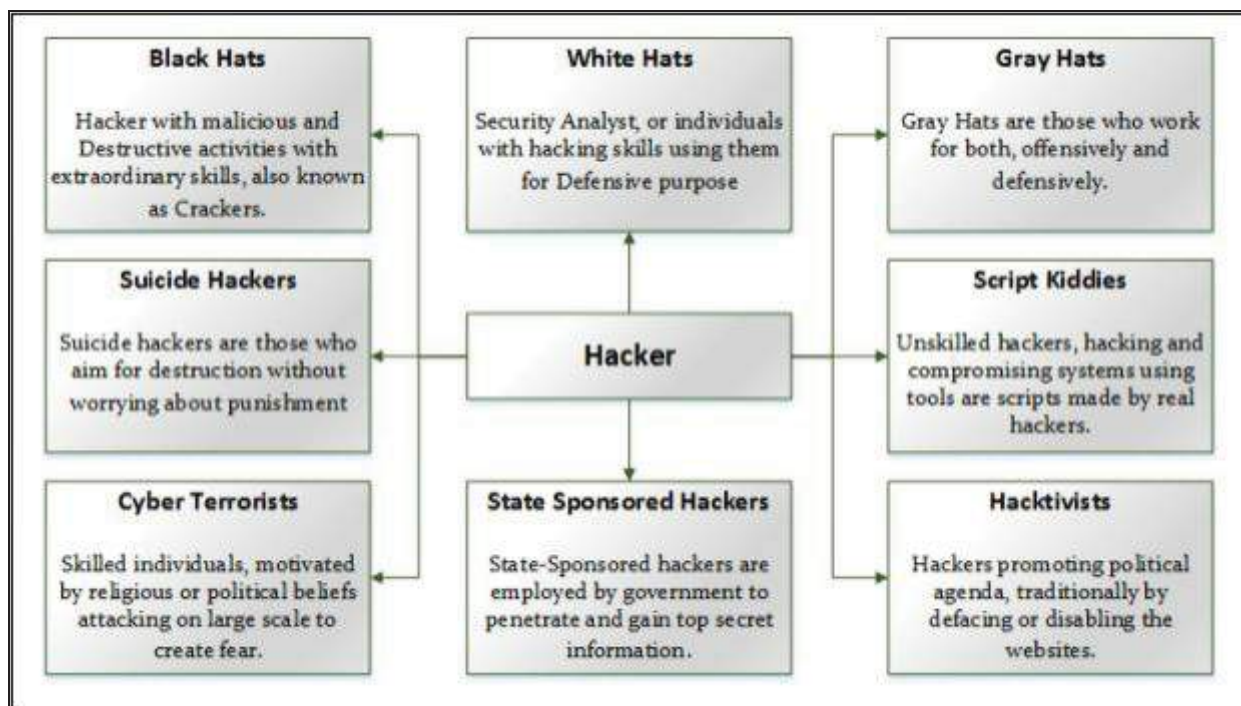 Black Hats
Hacker with malicious and
Destructive activities with
extraordinary skills, also known
as Crackers.
White Hats
Security Analyst, or individuals
with hacking skills using them
for Defensive purpose
Gray Hats
Gray Hats are those who work
for both, offensively and
defensively.
Suicide Hackers
Suicide hackers are those who
aim for destruction without
worrying about punishment
Hacker
Script Kiddies
Unskilled hackers, hacking and
compromising systems using
tools are scripts made by real
hackers.
Cyber Terrorists
Skilled individuals, motivated
by religious or political beliefs
attacking on large scale to
create fear.
State Sponsored Hackers
State-Sponsored hackers are
employed by government to
penetrate and gain top secret
information.
Hacktivists
Hackers promoting political
agenda, traditionally by
defacing or disabling the
websites.